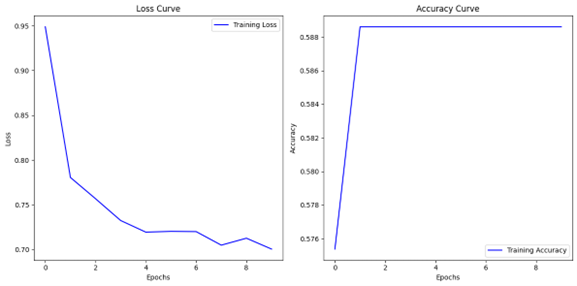 Loss Curve
Training Loss
0.95
0.90
0.85
0.80
0.75
0.70
Loss
0 2 4 6 8
Epochs
Accuracy Curve
0.588
0.586
0.584
0.582
0.580
0.578
0.576
Accuracy
Training Accuracy
0 2 4 6 8
Epochs